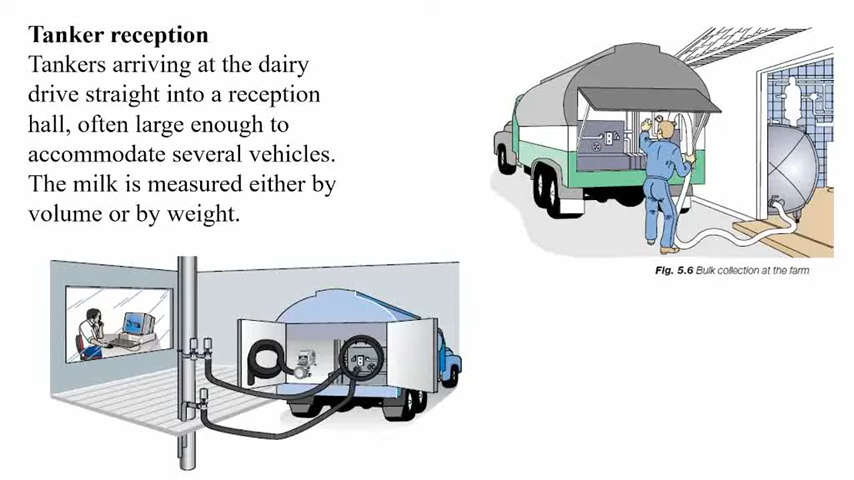 Tanker reception
Tankers arriving at the dairy
drive straight into a reception
hall, often large enough to
accommodate several vehicles.
The milk is measured either by
volume or by weight.
Fig. 5.6 Bulk collection at the farm